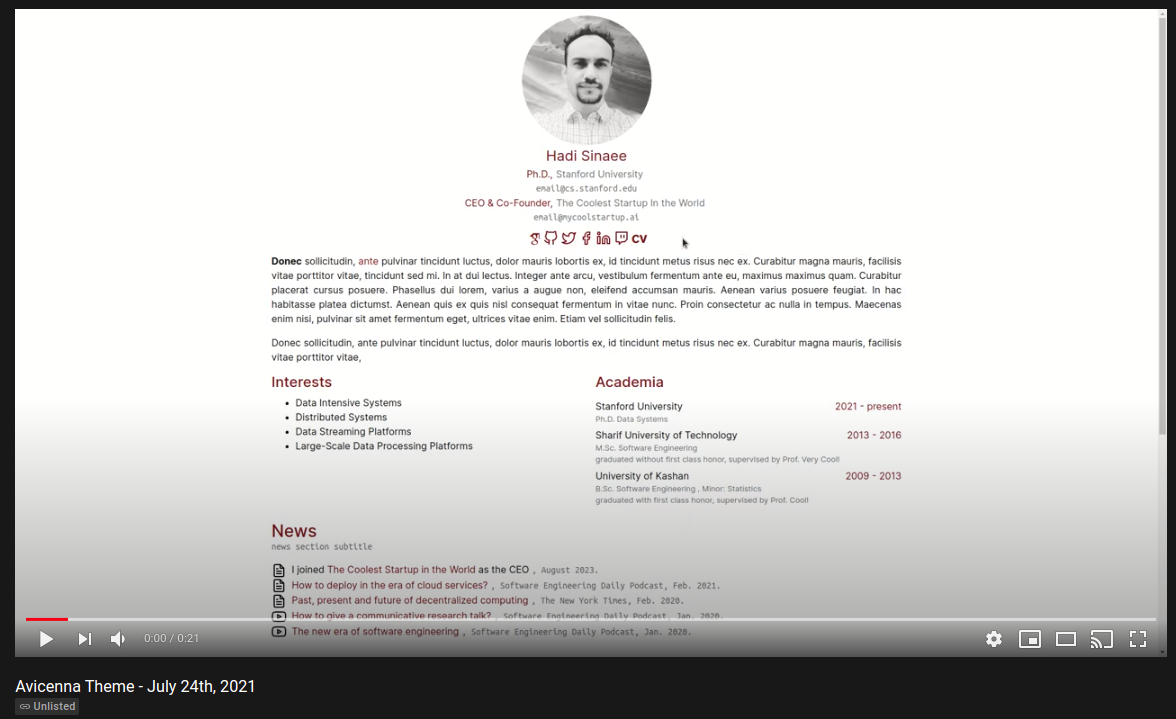 Hadi Sinaee
Ph.D., Stanford University
email@cs.stanford.edu
CEO & Co-Founder, The Coolest Startup In the World
email@mycoolstartup.ai
CV
Donec sollicitudin, ante pulvinar tincidunt luctus, dolor mauris lobortis ex, id tincidunt metus risus nec ex. Curabitur magna mauris, facilisis
vitae porttitor vitae, tincidunt sed mi. In at dui lectus. Integer ante arcu, vestibulum fermentum ante eu, maximus maximus quam. Curabitur
placerat cursus posuere. Phasellus dui lorem, varius a augue non, eleifend accumsan mauris. Aenean varius posuere feugiat. In hac
habitasse platea dictumst. Aenean quis ex quis nisl consequat fermentum in vitae nunc. Proin consectetur ac nulla in tempus. Maecenas
enim nisi, pulvinar sit amet fermentum eget, ultrices vitae enim. Etiam vel sollicitudin felis.
Donec sollicitudin, ante pulvinar tincidunt luctus, dolor mauris lobortis ex, id tincidunt metus risus nec ex. Curabitur magna mauris, facilisis
vitae porttitor vitae,
Interests
Data Intensive Systems
Distributed Systems
Data Streaming Platforms
Large-Scale Data Processing Platforms
Academia
Stanford University 2021 - present
Ph.D. Data Systems
Sharif University of Technology 2013 - 2016
M.Sc. Software Engineering
graduated without first class honor, supervised by Prof. Very Cool!
University of Kashan 2009 - 2013
B.Sc. Software Engineering , Minor: Statistics
graduated with first class honor, supervised by Prof. Cool!
News
news section subtitle
I joined The Coolest Startup in the World as the CEO , August 2023.
How to deploy in the era of cloud services? , Software Engineering Daily Podcast, Feb. 2021.
Past, present and future of decentralized computing , The New York Times, Feb. 2020.
How to give a communicative research talk? , Software Engineering Daily Podcast, Jan. 2020.
The new era of software engineering , Software Engineering Daily Podcast, Jan. 2020.
0:00 / 0:21
Avicenna Theme - July 24th, 2021
Unlisted